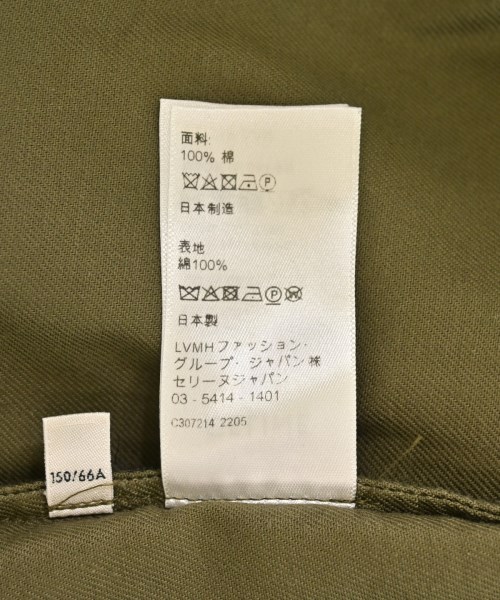 面料:
100% 棉
日本制造
表地
綿100%
日本製
LVMHファッション・
グループ・ジャパン 株
セリーヌジャパン
03 - 5414 - 1401
C307214 2205
150/66A